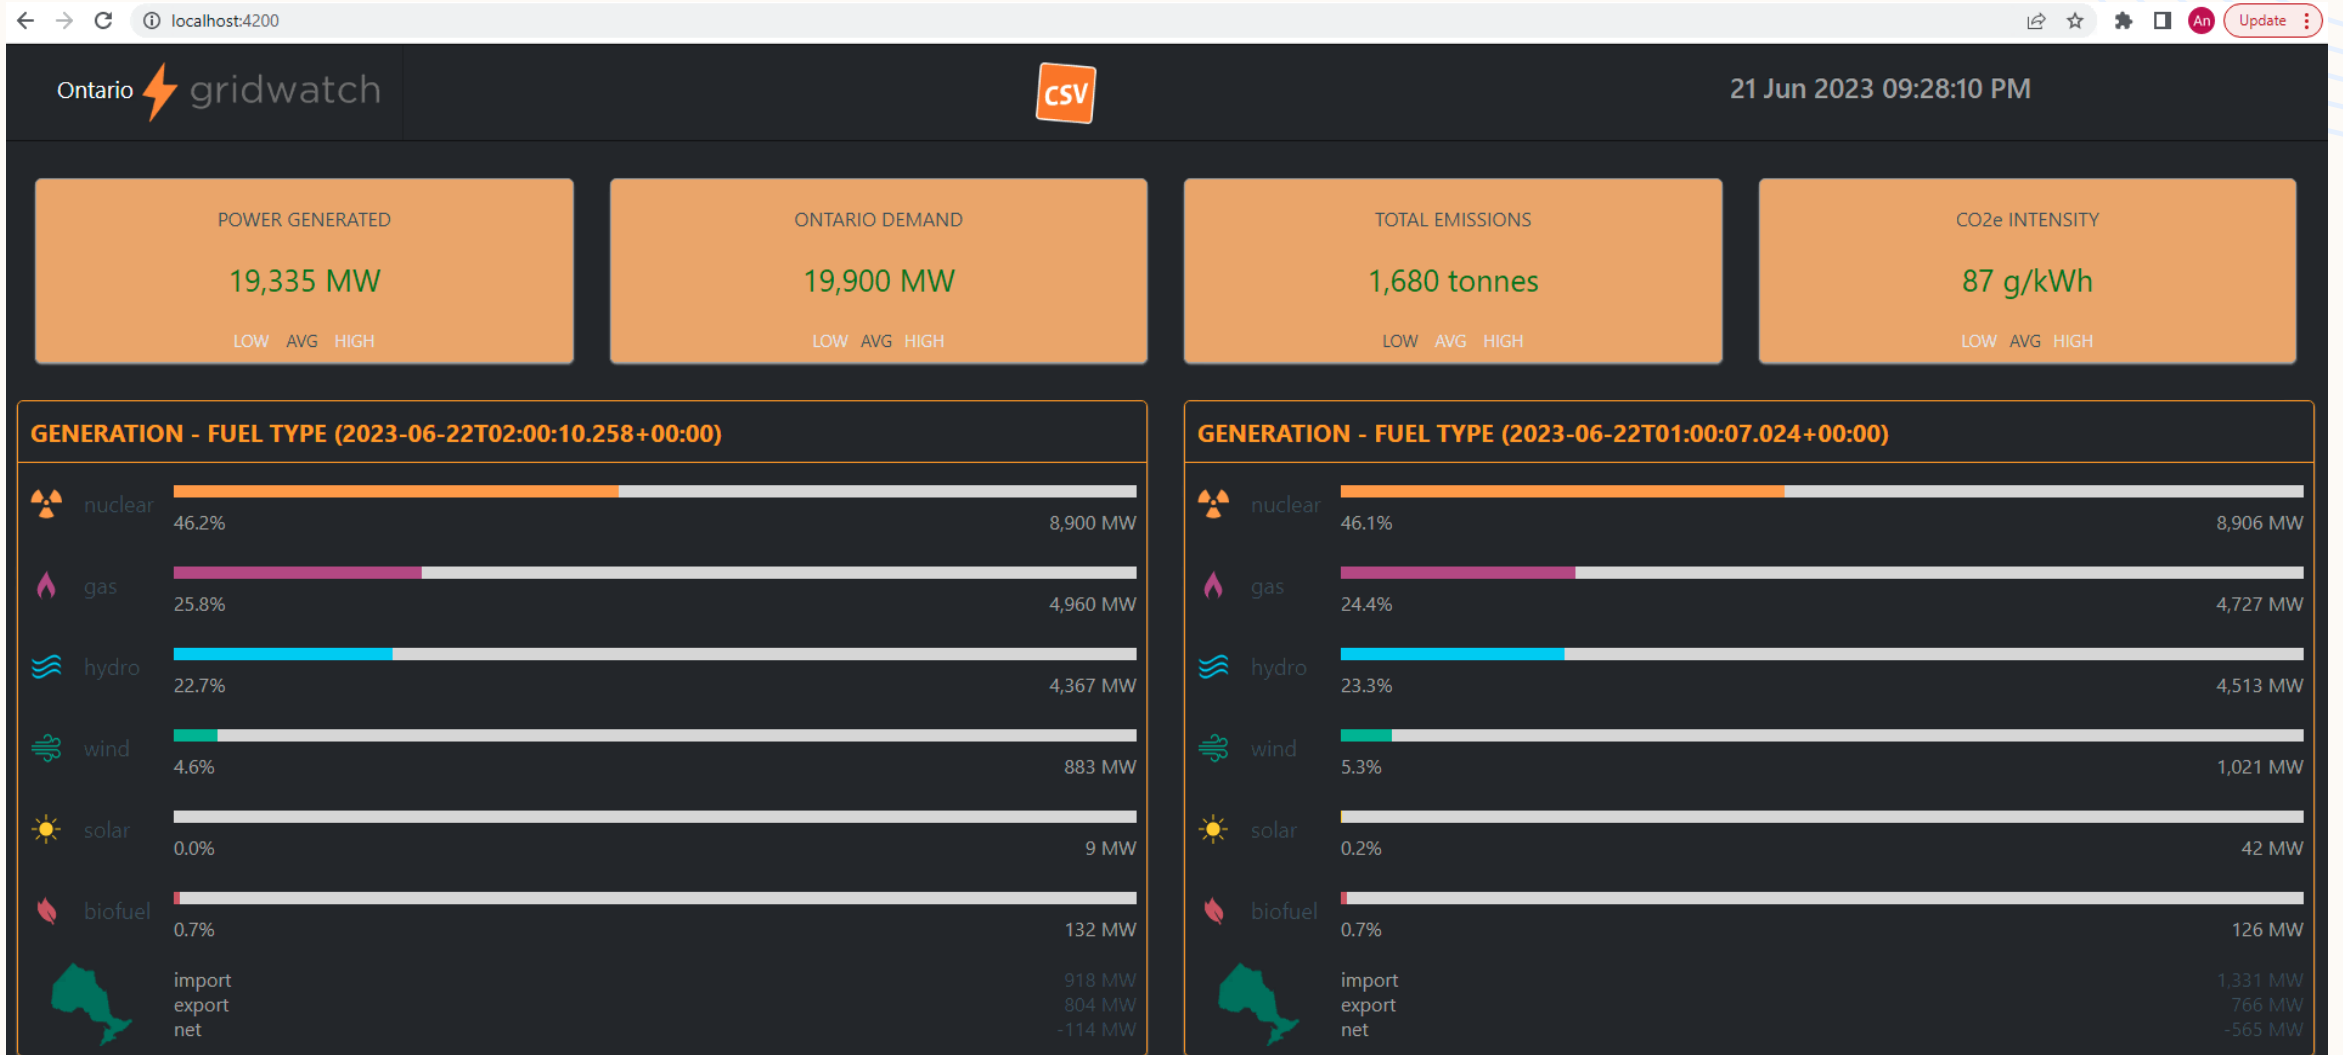 localhost:4200
An
Update
Ontario gridwatch
CSV
21 Jun 2023 09:28:10 PM
POWER GENERATED
19,335 MW
LOW AVG HIGH
ONTARIO DEMAND
19,900 MW
LOW AVG HIGH
TOTAL EMISSIONS
1,680 tonnes
LOW AVG HIGH
CO2e INTENSITY
87 g/kWh
LOW AVG HIGH
GENERATION - FUEL TYPE (2023-06-22T02:00:10.258+00:00)
nuclear
46.2% 8,900 MW
gas
25.8% 4,960 MW
hydro
22.7% 4,367 MW
wind
4.6% 883 MW
solar
0.0% 9 MW
biofuel
0.7% 132 MW
import 918 MW
export 804 MW
net -114 MW
GENERATION - FUEL TYPE (2023-06-22T01:00:07.024+00:00)
nuclear
46.1% 8,906 MW
gas
24.4% 4,727 MW
hydro
23.3% 4,513 MW
wind
5.3% 1,021 MW
solar
0.2% 42 MW
biofuel
0.7% 126 MW
import 1,331 MW
export 766 MW
net -565 MW